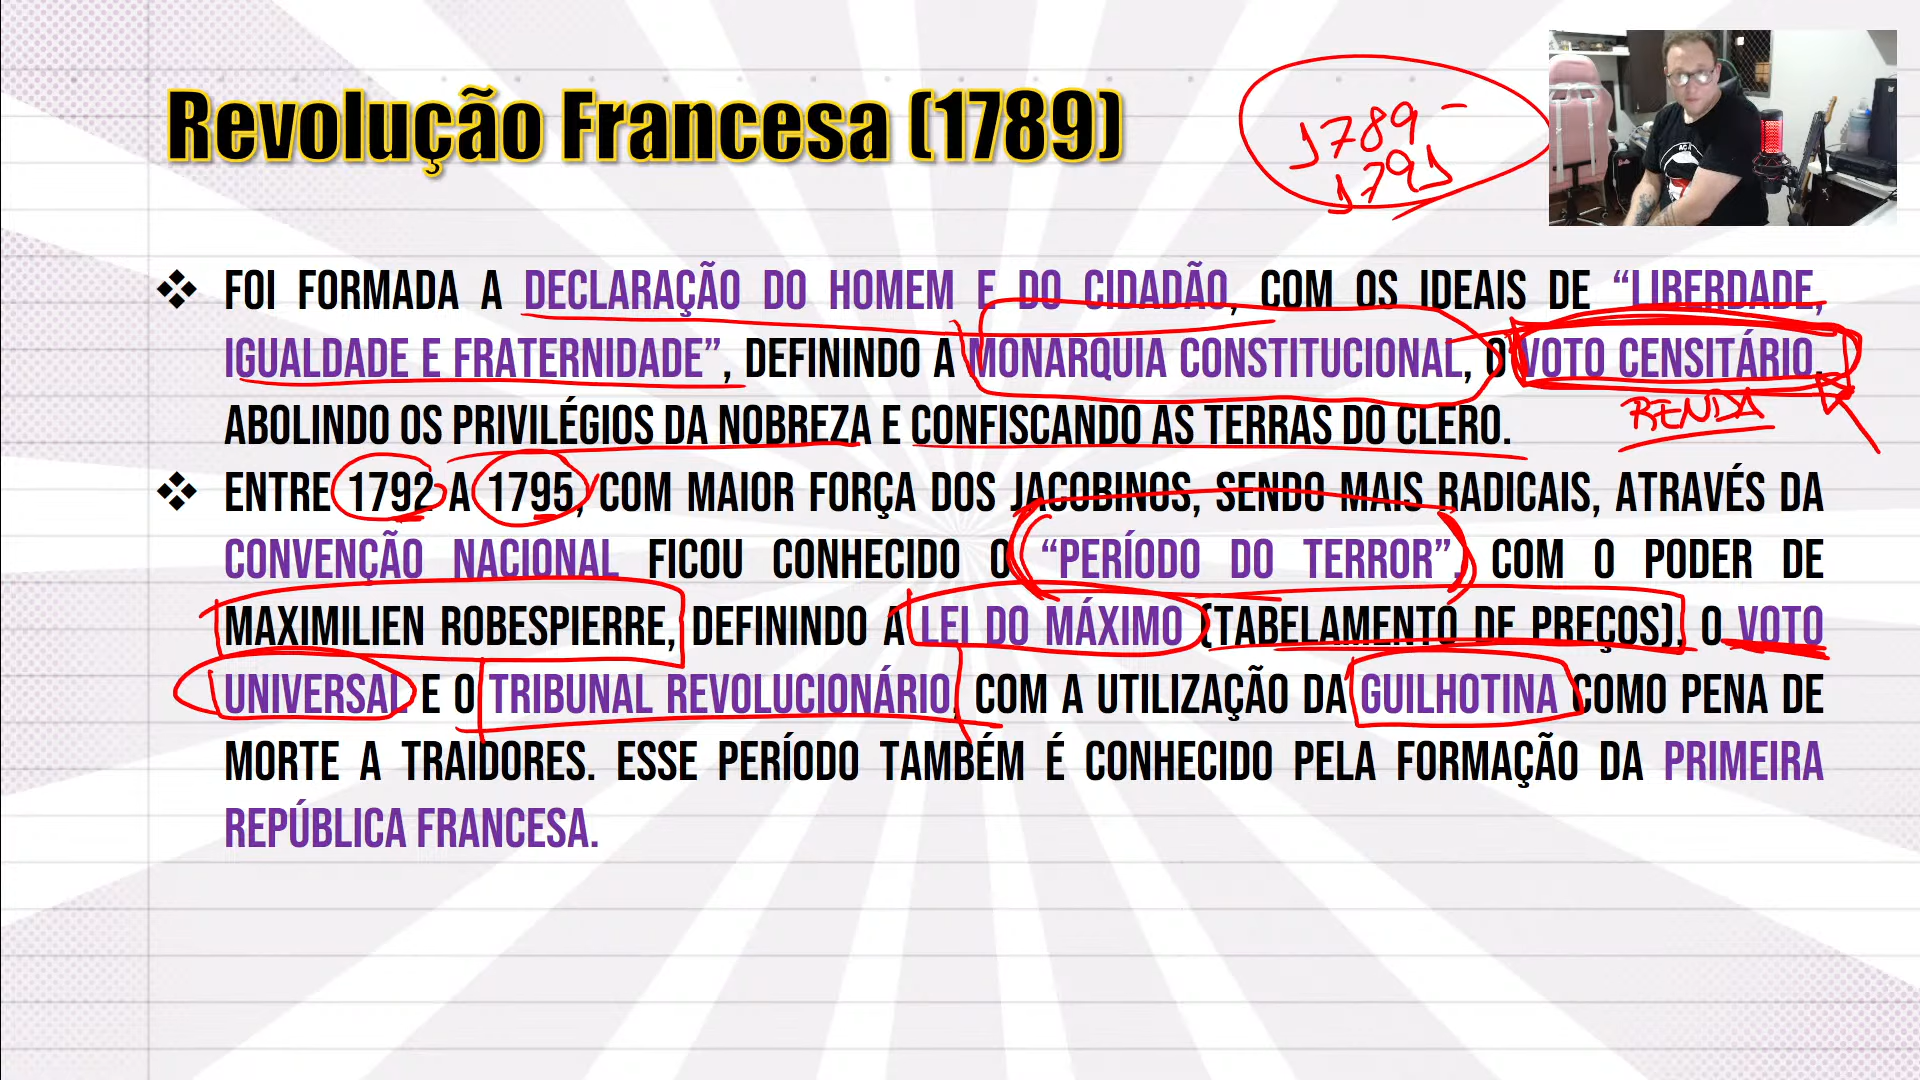 Revolução Francesa (1789)
1789 -
1791
❖ FOI FORMADA A DECLARAÇÃO DO HOMEM E DO CIDADÃO, COM OS IDEAIS DE “LIBERDADE,
IGUALDADE E FRATERNIDADE”, DEFININDO A MONARQUIA CONSTITUCIONAL, O VOTO CENSITÁRIO,
RENDA
ABOLINDO OS PRIVILÉGIOS DA NOBREZA E CONFISCANDO AS TERRAS DO CLERO.
❖ ENTRE 1792 A 1795, COM MAIOR FORÇA DOS JACOBINOS, SENDO MAIS RADICAIS, ATRAVÉS DA
CONVENÇÃO NACIONAL FICOU CONHECIDO O “PERÍODO DO TERROR”, COM O PODER DE
MAXIMILIEN ROBESPIERRE, DEFININDO A LEI DO MÁXIMO (TABELAMENTO DE PREÇOS), O VOTO
UNIVERSAL E O TRIBUNAL REVOLUCIONÁRIO, COM A UTILIZAÇÃO DA GUILHOTINA COMO PENA DE
MORTE A TRAIDORES. ESSE PERÍODO TAMBÉM É CONHECIDO PELA FORMAÇÃO DA PRIMEIRA
REPÚBLICA FRANCESA.